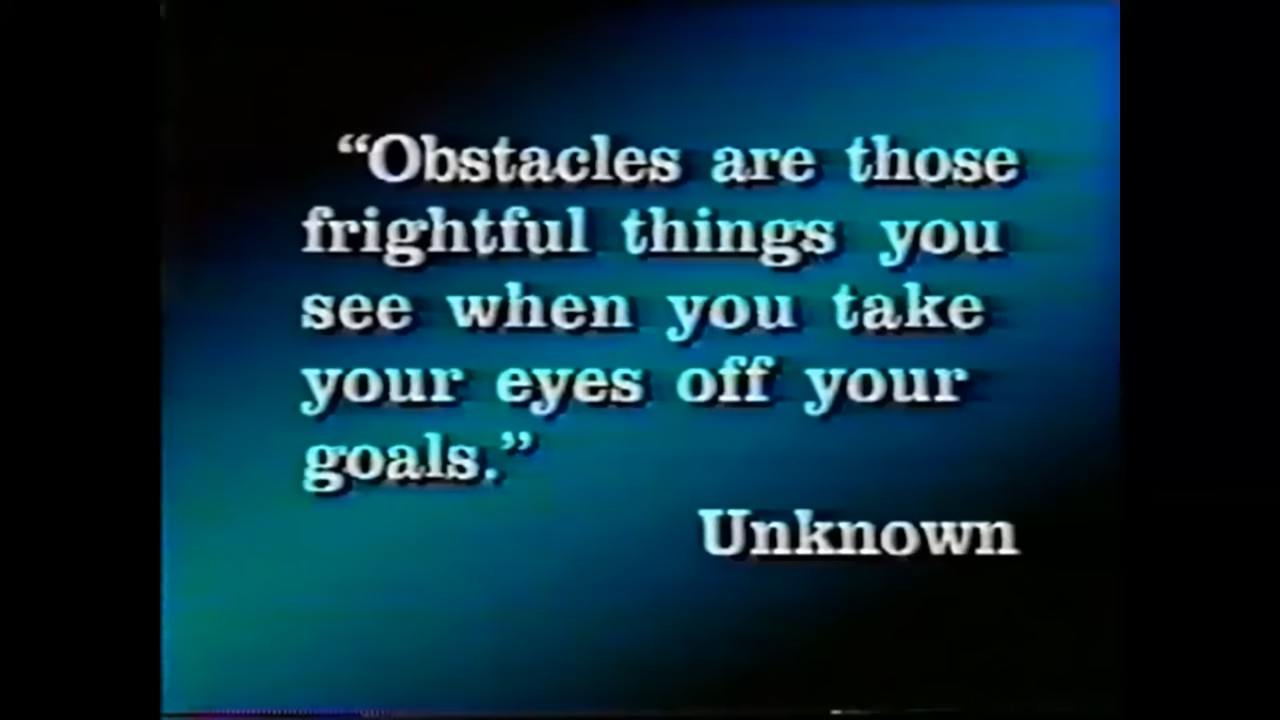 “Obstacles are those
frightful things you
see when you take
your eyes off your
goals.”
Unknown